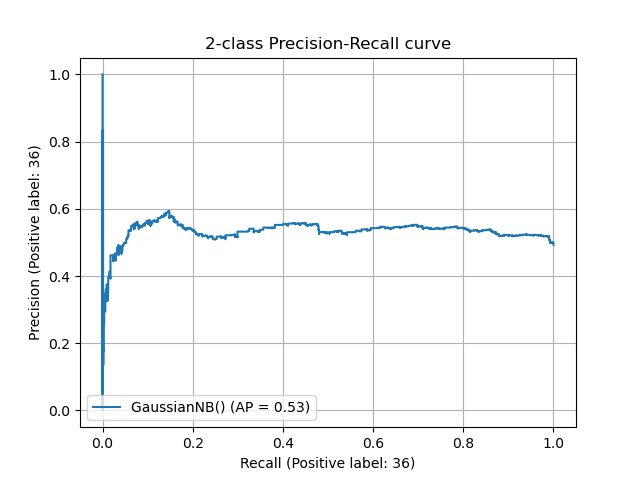 2-class Precision-Recall curve
1.0
0.8
0.6
0.4
0.2
0.0
Precision (Positive label: 36)
GaussianNB() (AP = 0.53)
0.0 0.2 0.4 0.6 0.8 1.0
Recall (Positive label: 36)